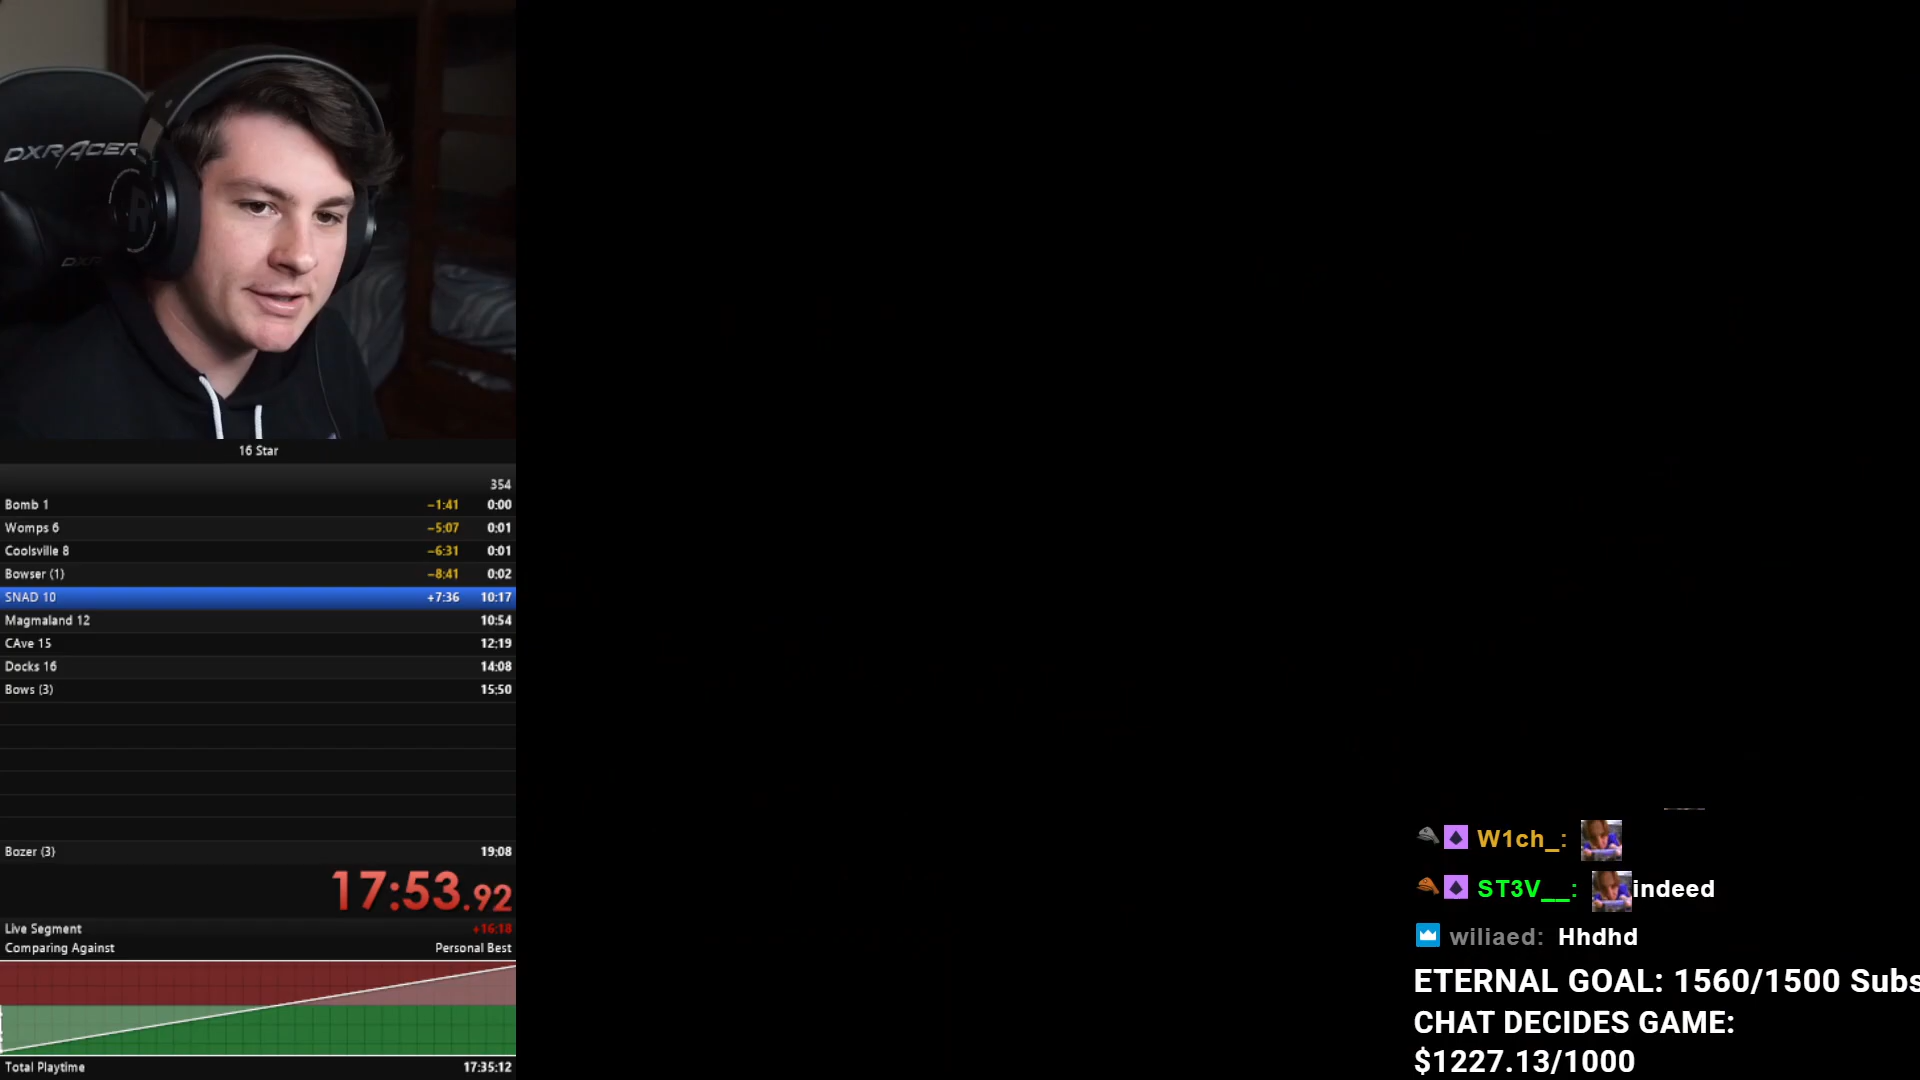 DXRACER
16 Star
354
Bomb 1 −1:41 0:00
Womps 6 −5:07 0:01
Coolsville 8 −6:31 0:01
Bowser (1) −8:41 0:02
SNAD 10 +7:36 10:17
Magmaland 12 10:54
CAve 15 12:19
Docks 16 14:08
Bows (3) 15:50
Bozer (3) 19:08
17:53.92
Live Segment +16:18
Comparing Against Personal Best
Total Playtime 17:35:12
W1ch_:
ST3V__: indeed
wiliaed: Hhdhd
ETERNAL GOAL: 1560/1500 Subs
CHAT DECIDES GAME:
$1227.13/1000